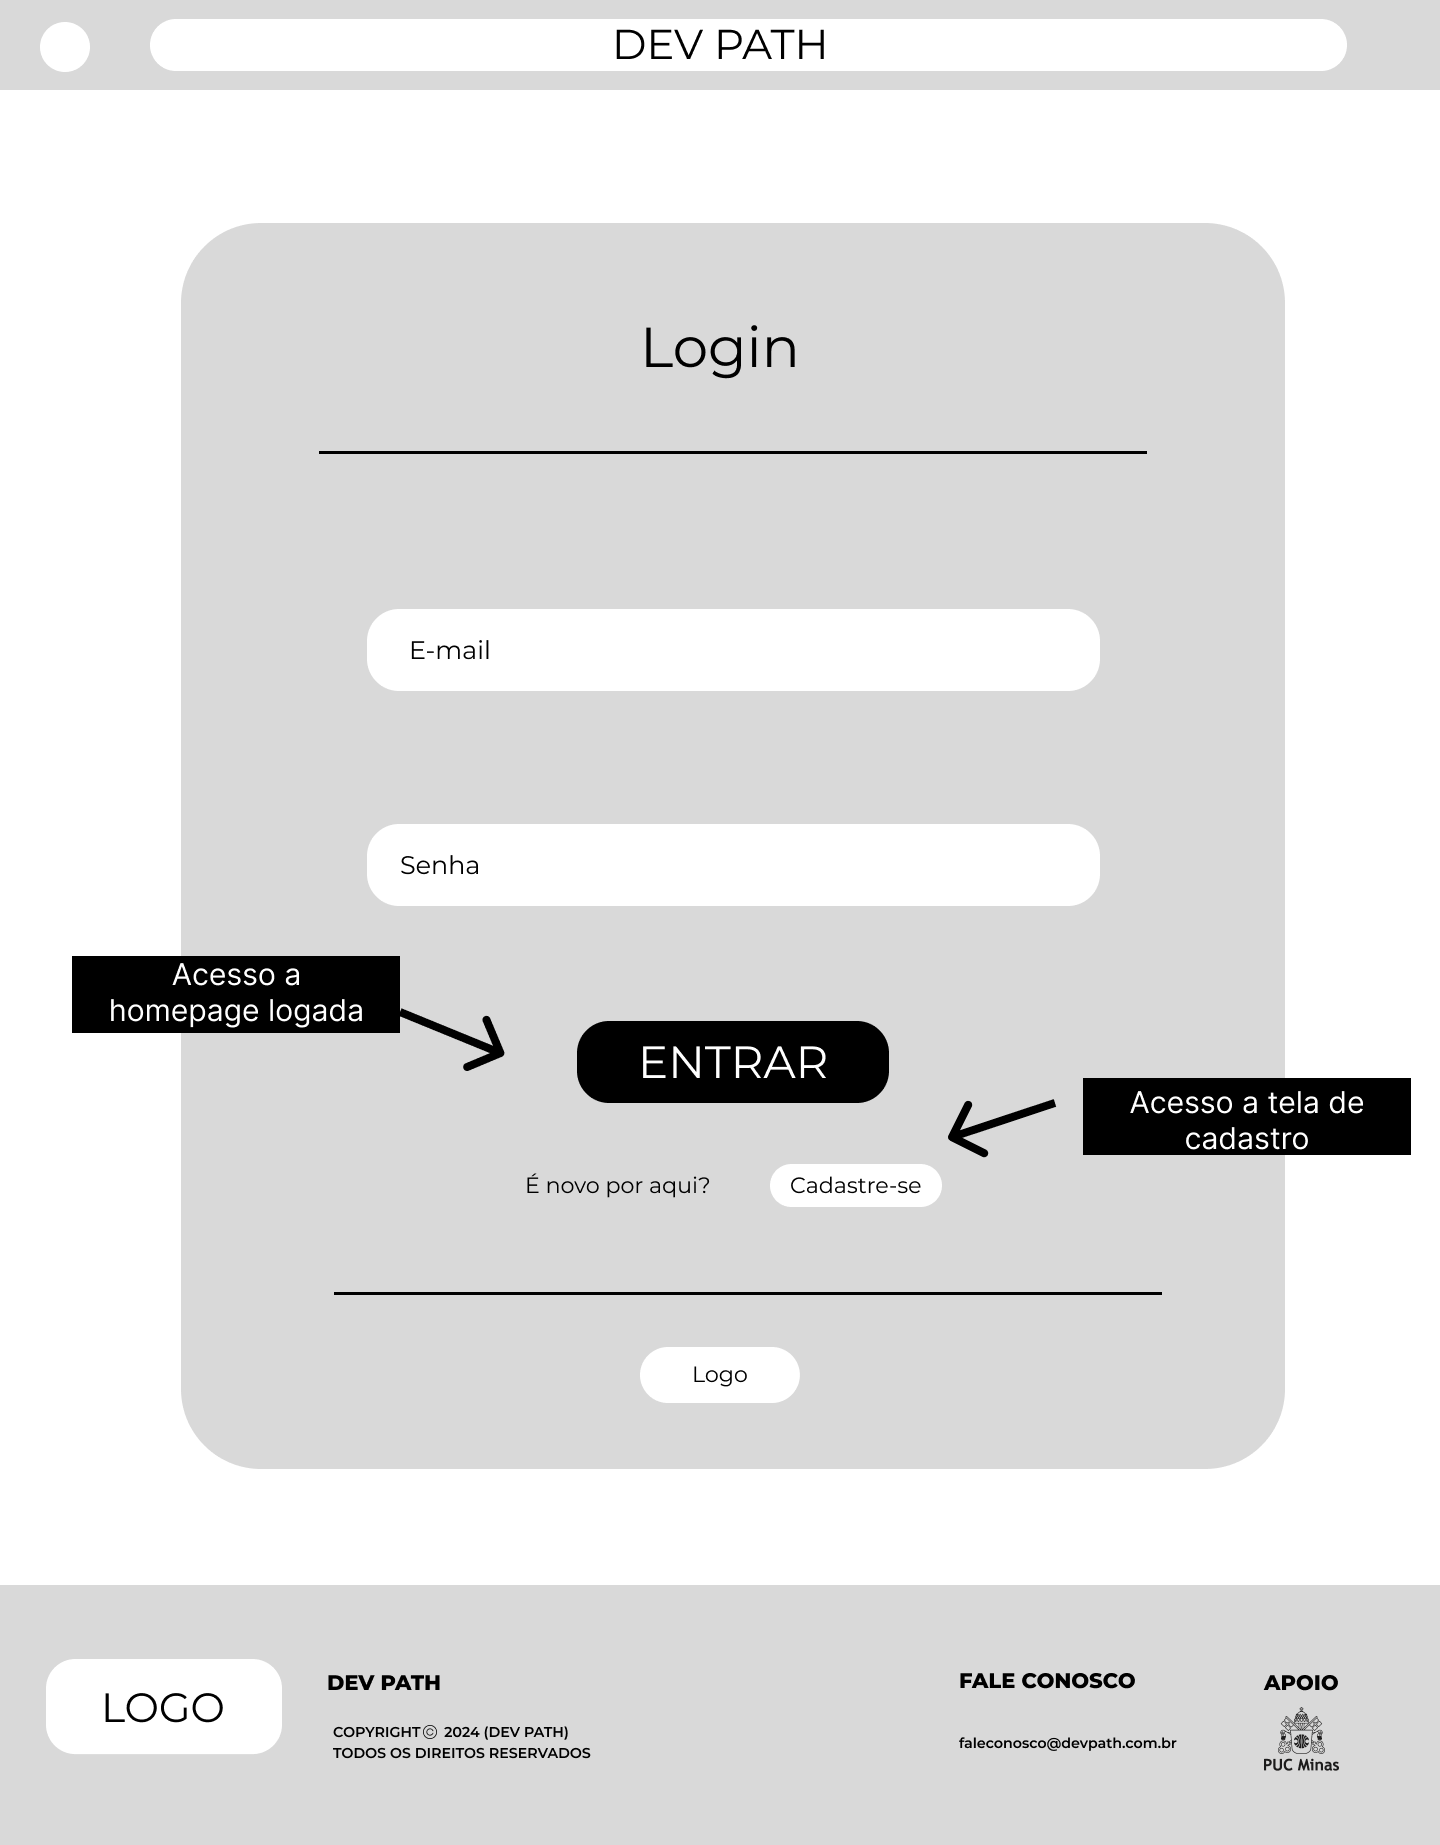 DEV PATH
Login
E-mail
Senha
Acesso a
homepage logada
ENTRAR
Acesso a tela de
cadastro
É novo por aqui?
Cadastre-se
Logo
LOGO
DEV PATH
COPYRIGHT © 2024 (DEV PATH)
TODOS OS DIREITOS RESERVADOS
FALE CONOSCO
faleconosco@devpath.com.br
APOIO
PUC Minas